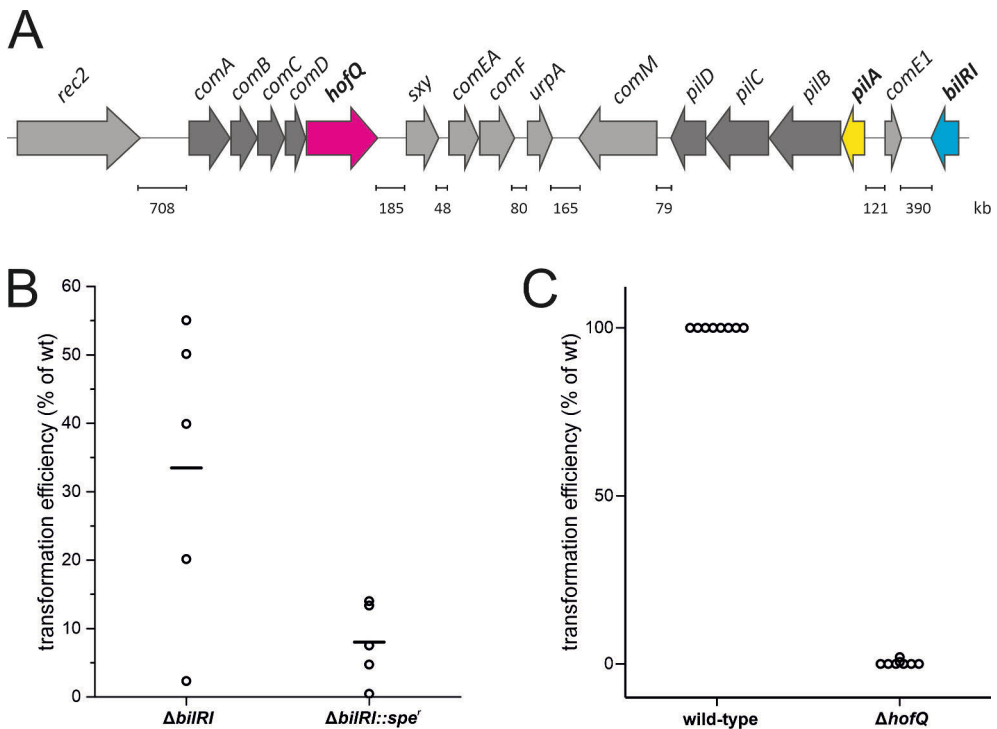 A
rec2 comA comB comC comD hofQ sxy comEA comF urpA comM pilD pilC pilB pilA comE1 bilRI
708 185 48 80 165 79 121 390 kb
B
transformation efficiency (% of wt)
60
50
40
30
20
10
0
ΔbilRI ΔbilRI::speʳ
C
transformation efficiency (% of wt)
100
50
0
wild-type ΔhofQ